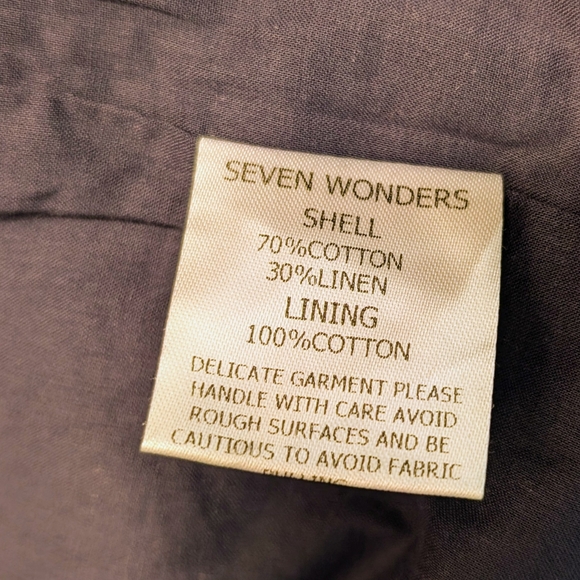 SEVEN WONDERS
SHELL
70%COTTON
30%LINEN
LINING
100%COTTON
DELICATE GARMENT PLEASE
HANDLE WITH CARE AVOID
ROUGH SURFACES AND BE
CAUTIOUS TO AVOID FABRIC